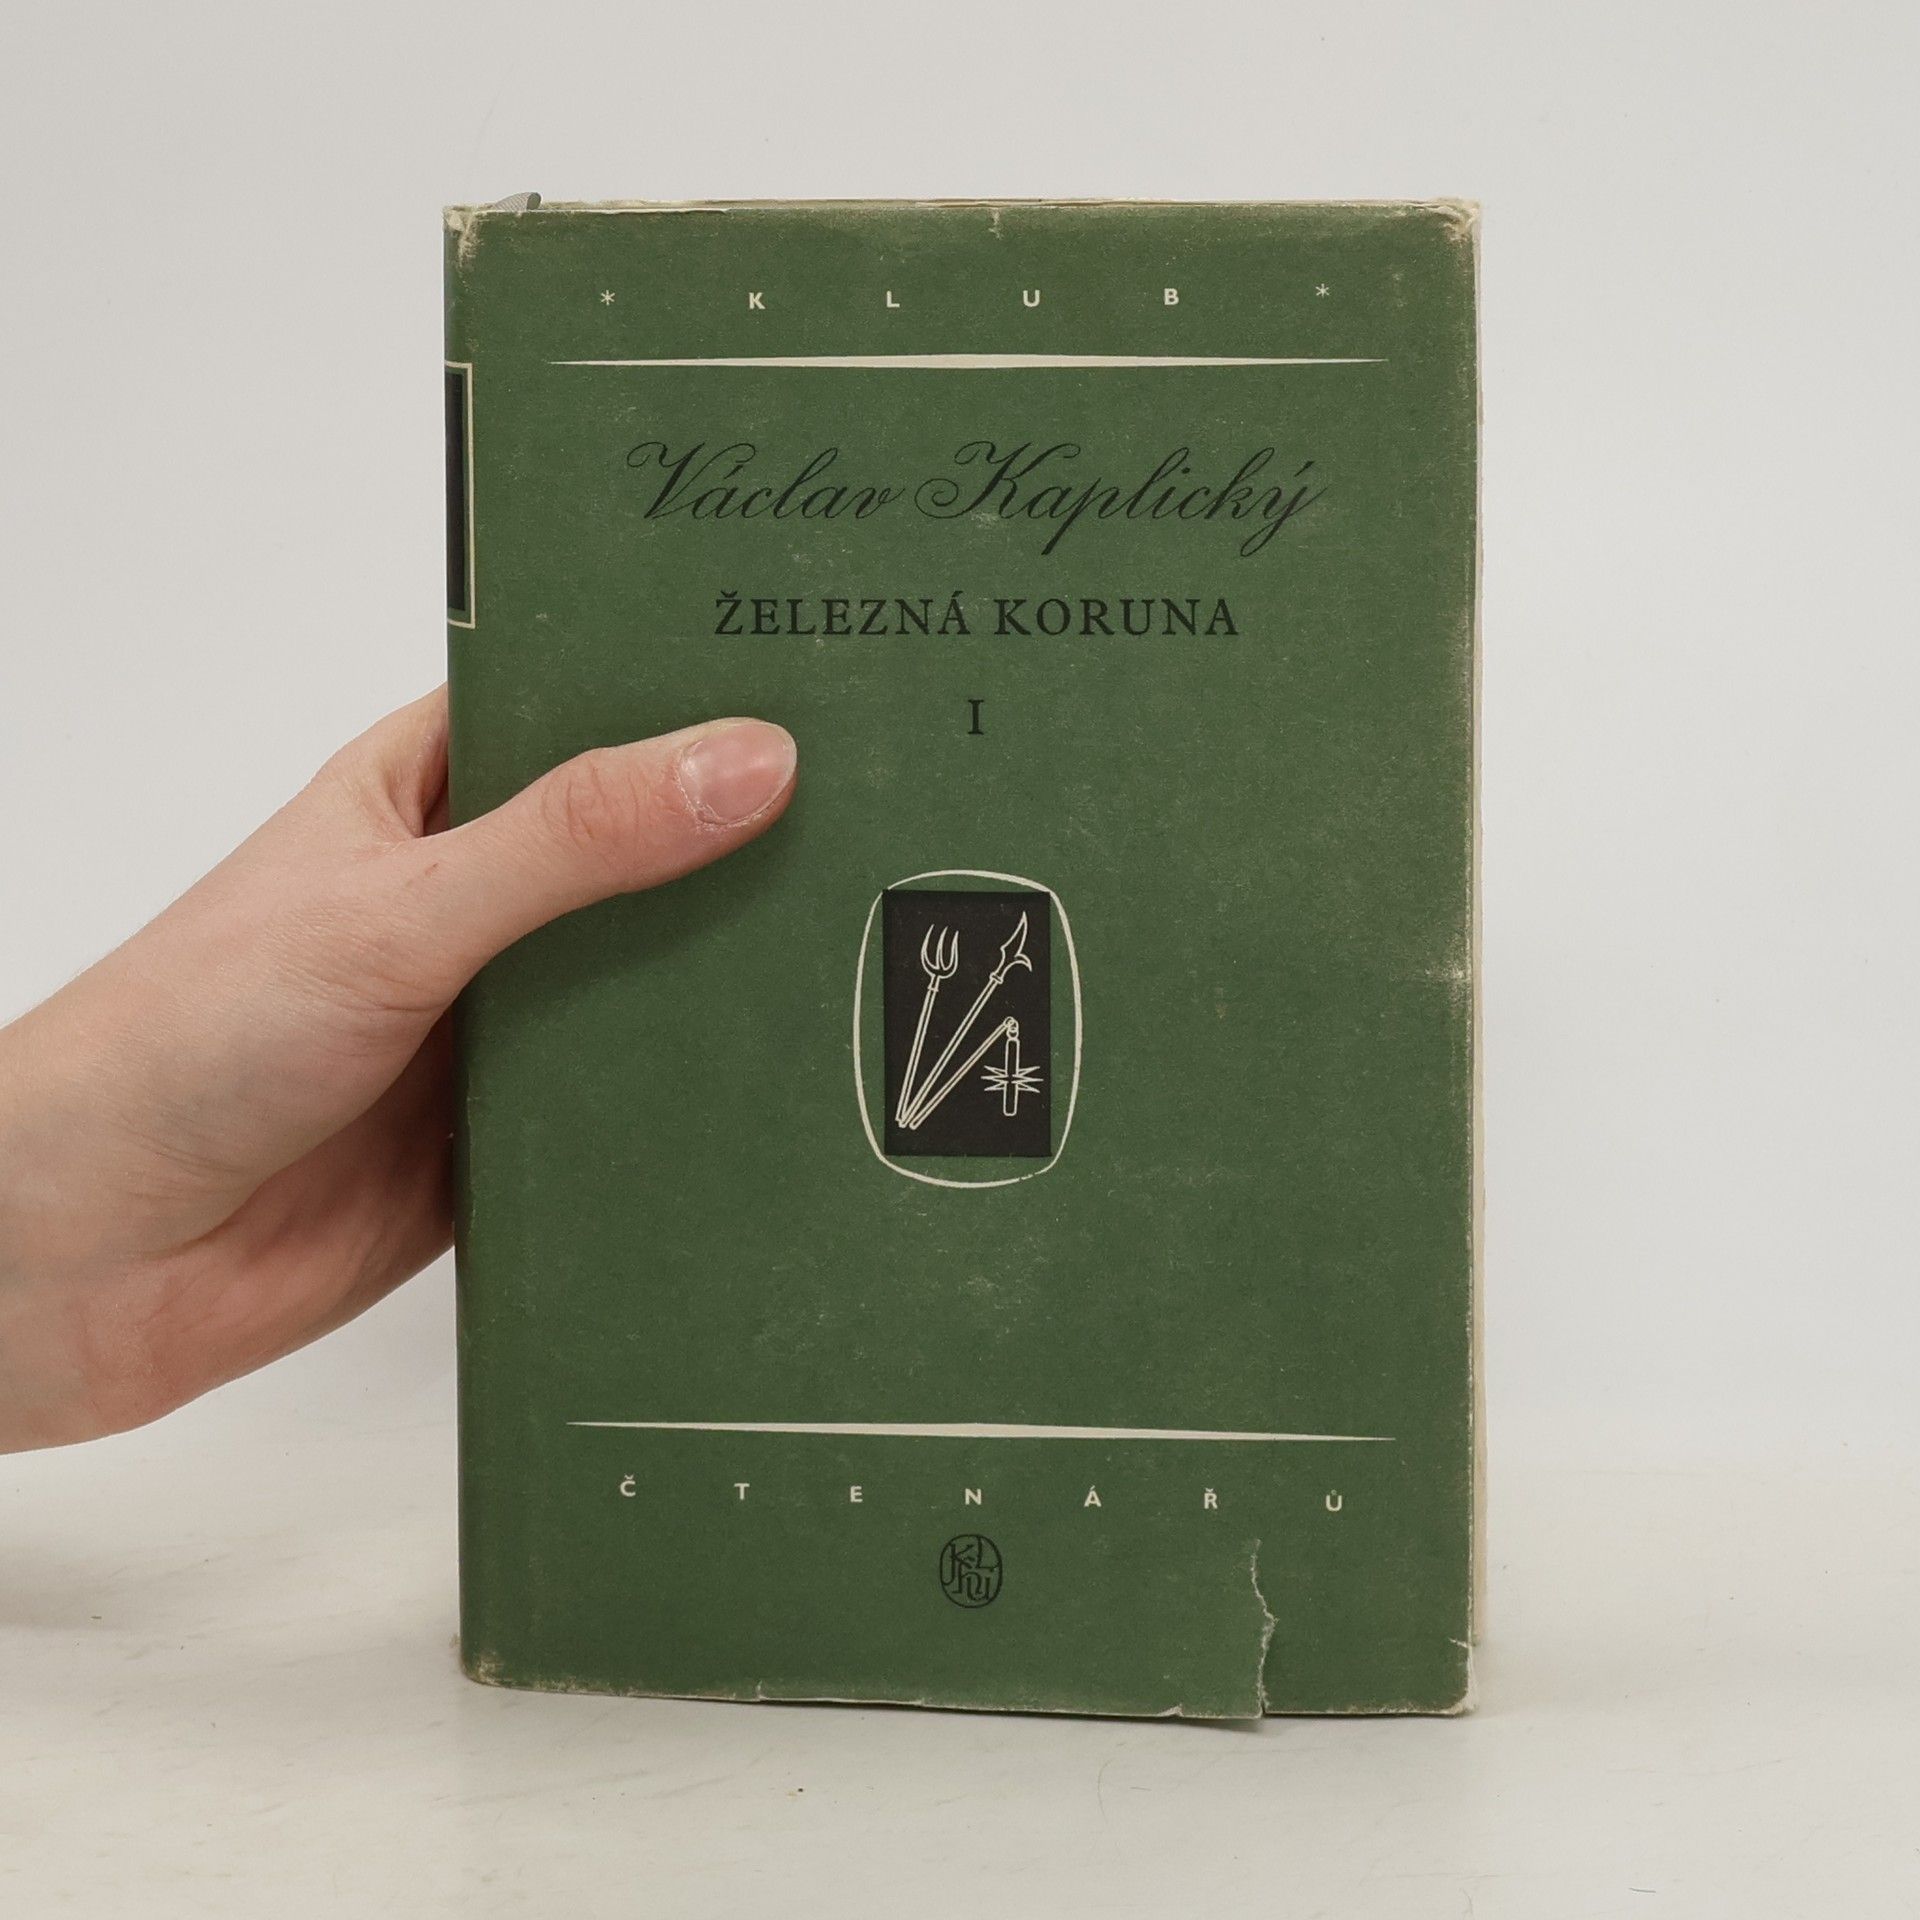 * K L U B *
Václav Kaplický
ŽELEZNÁ KORUNA
I
Č T E N Á Ř Ů